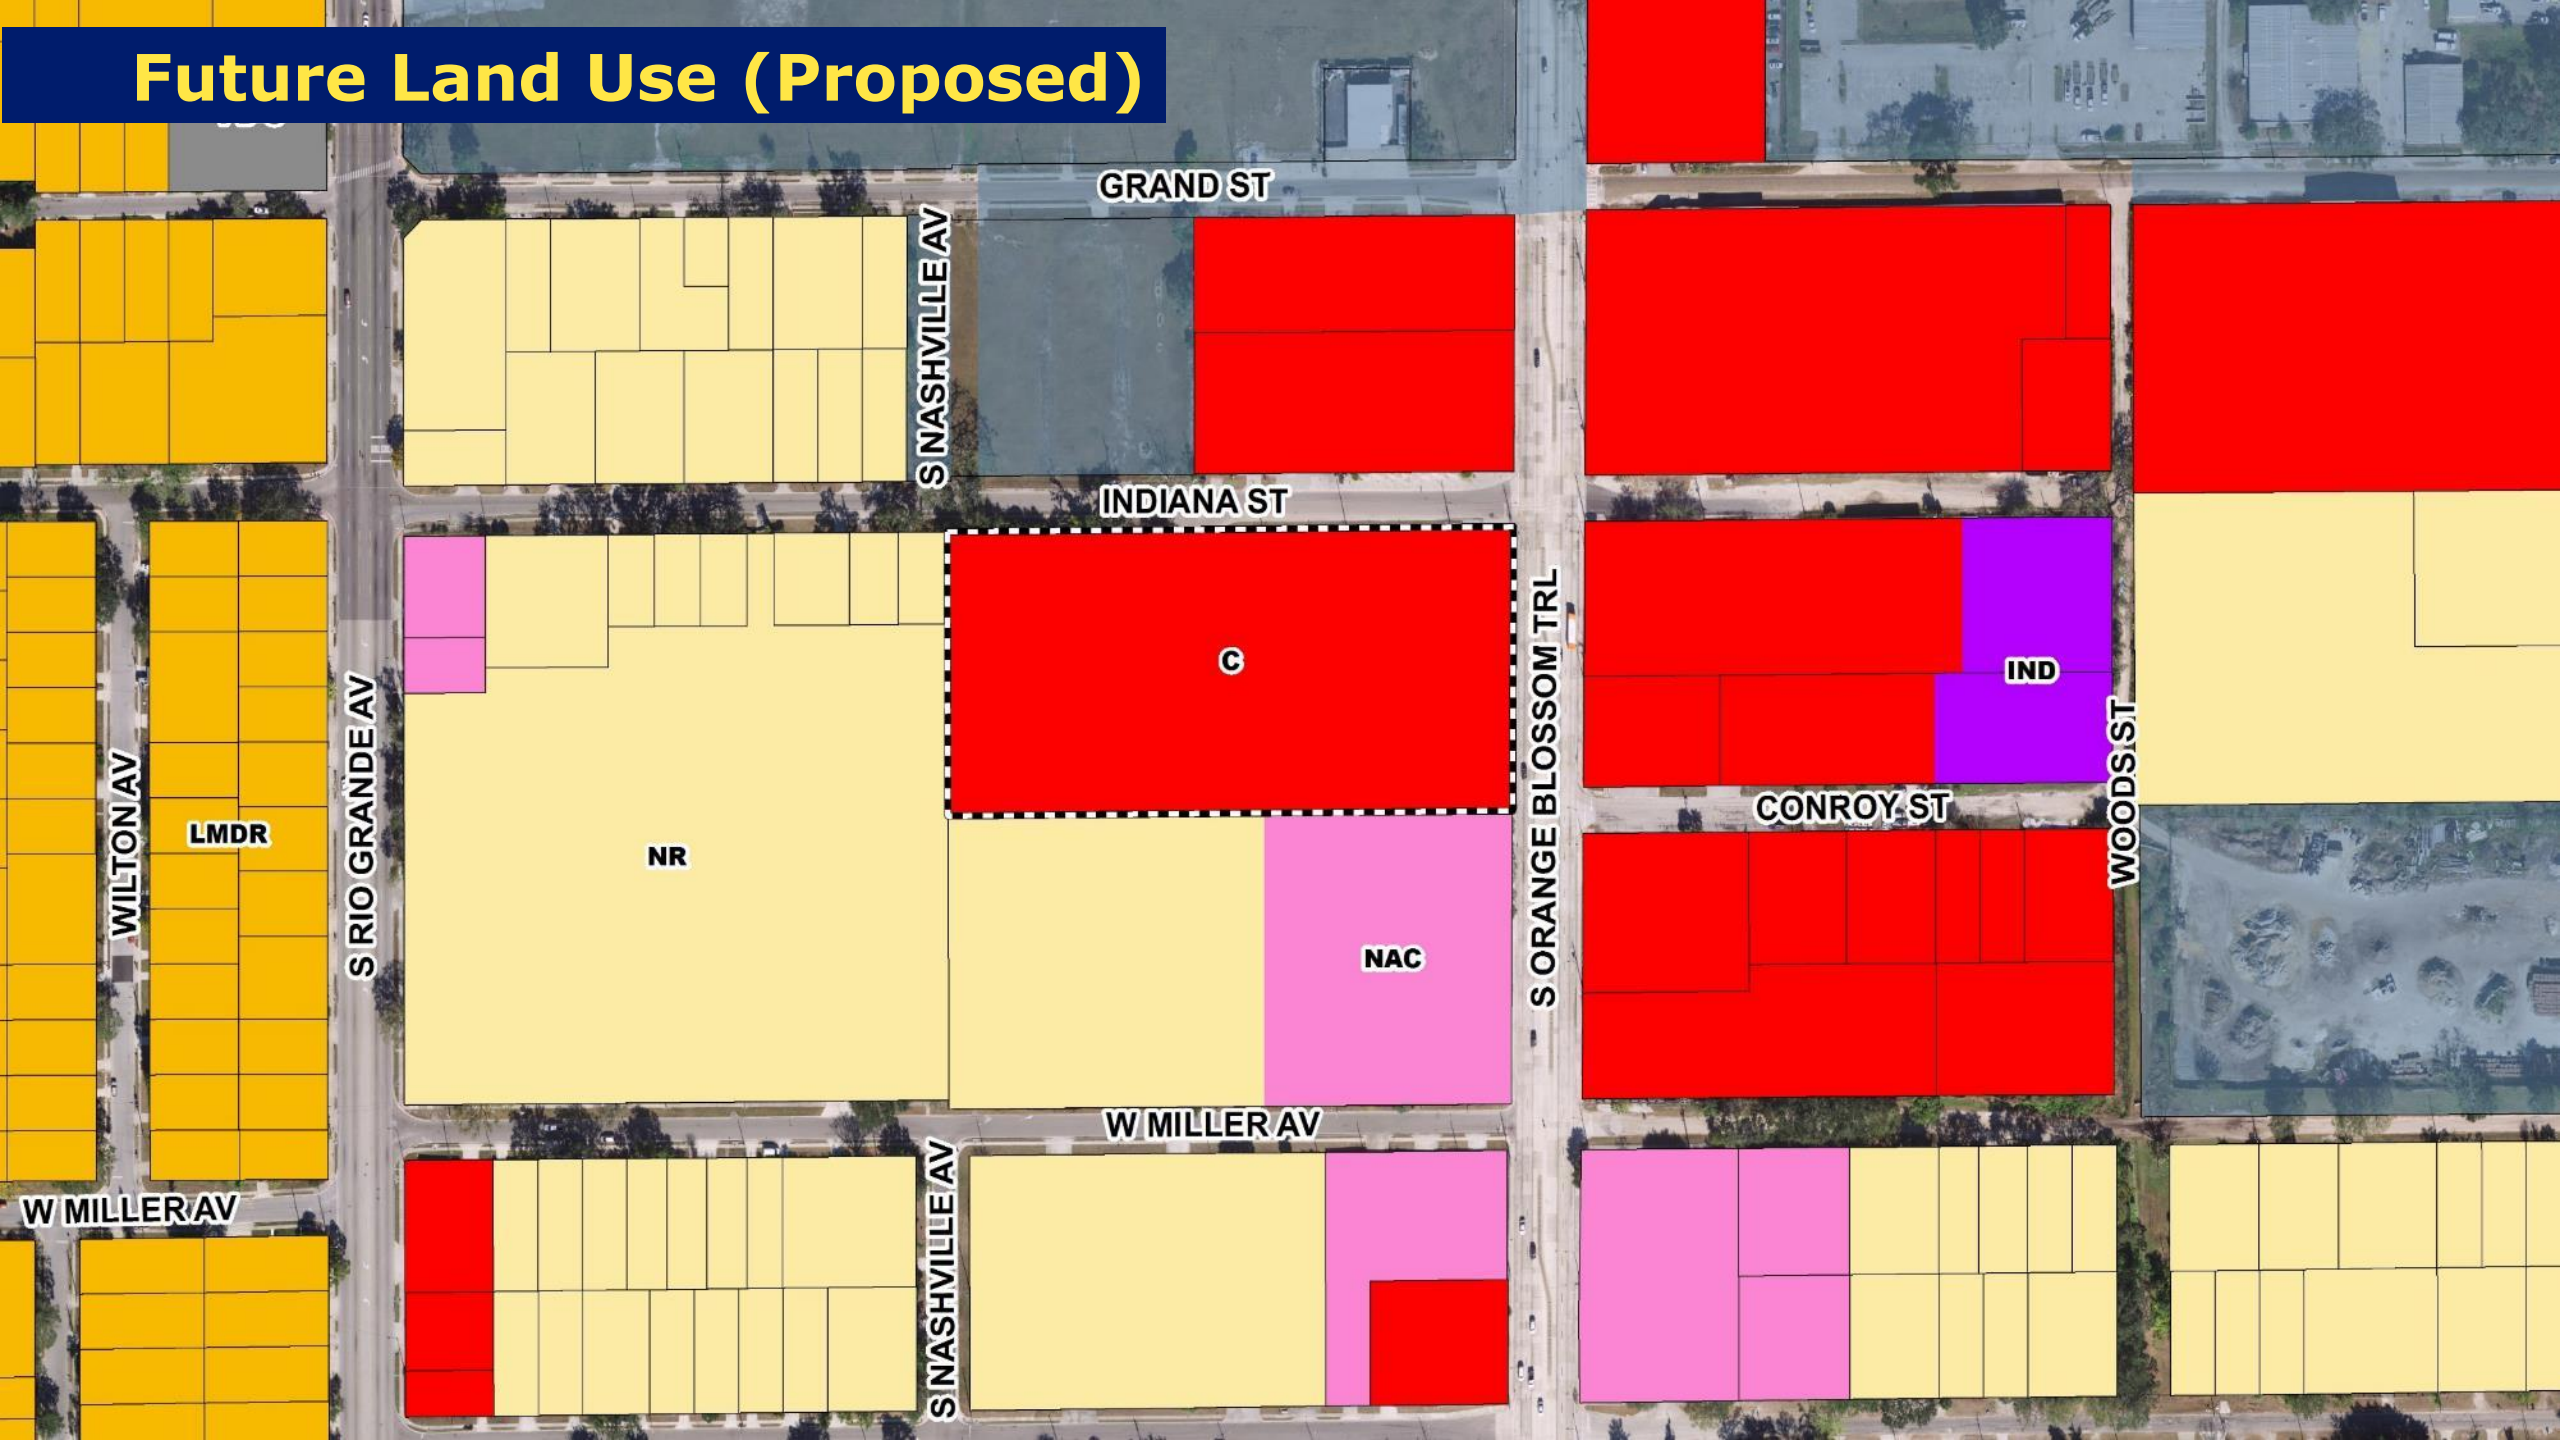 Future Land Use (Proposed)
GRAND ST
S NASHVILLE AV
INDIANA ST
C
S ORANGE BLOSSOM TRL
IND
WOODS ST
CONROY ST
WILTON AV
LMDR
S RIO GRANDE AV
NR
NAC
W MILLER AV
W MILLER AV
S NASHVILLE AV